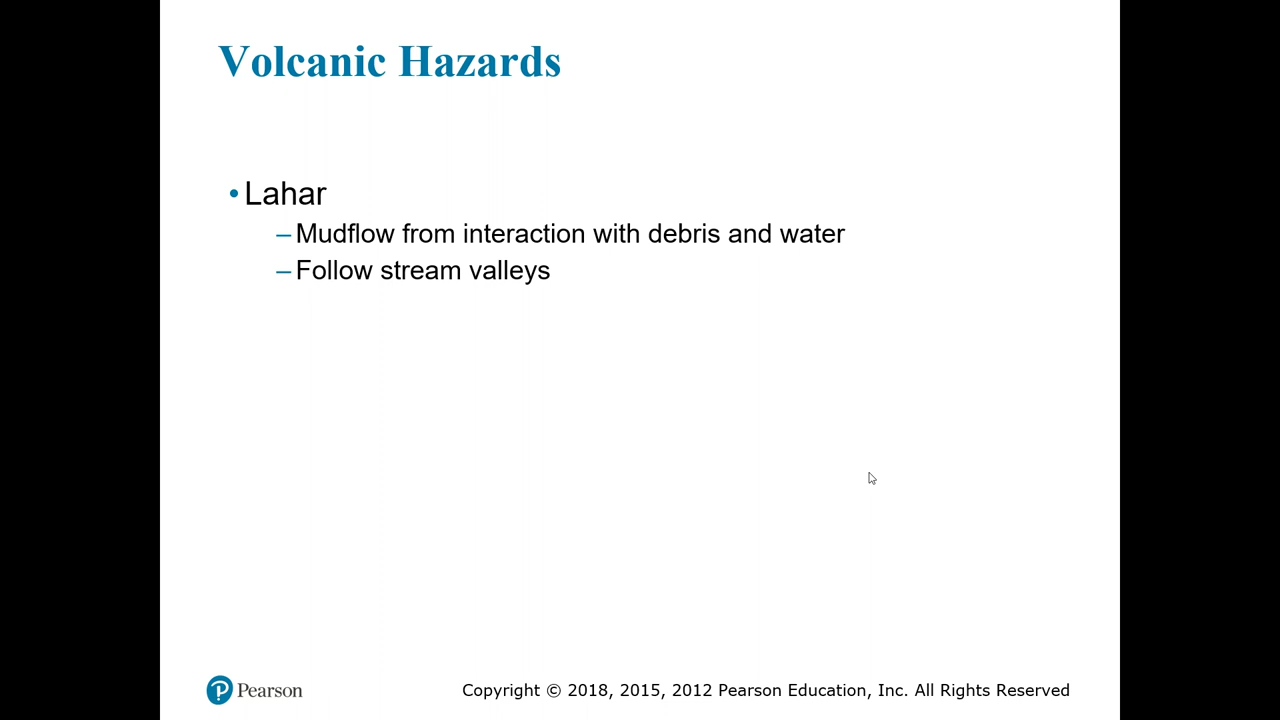 Volcanic Hazards
•Lahar
–Mudflow from interaction with debris and water
–Follow stream valleys
Pearson
Copyright © 2018, 2015, 2012 Pearson Education, Inc. All Rights Reserved